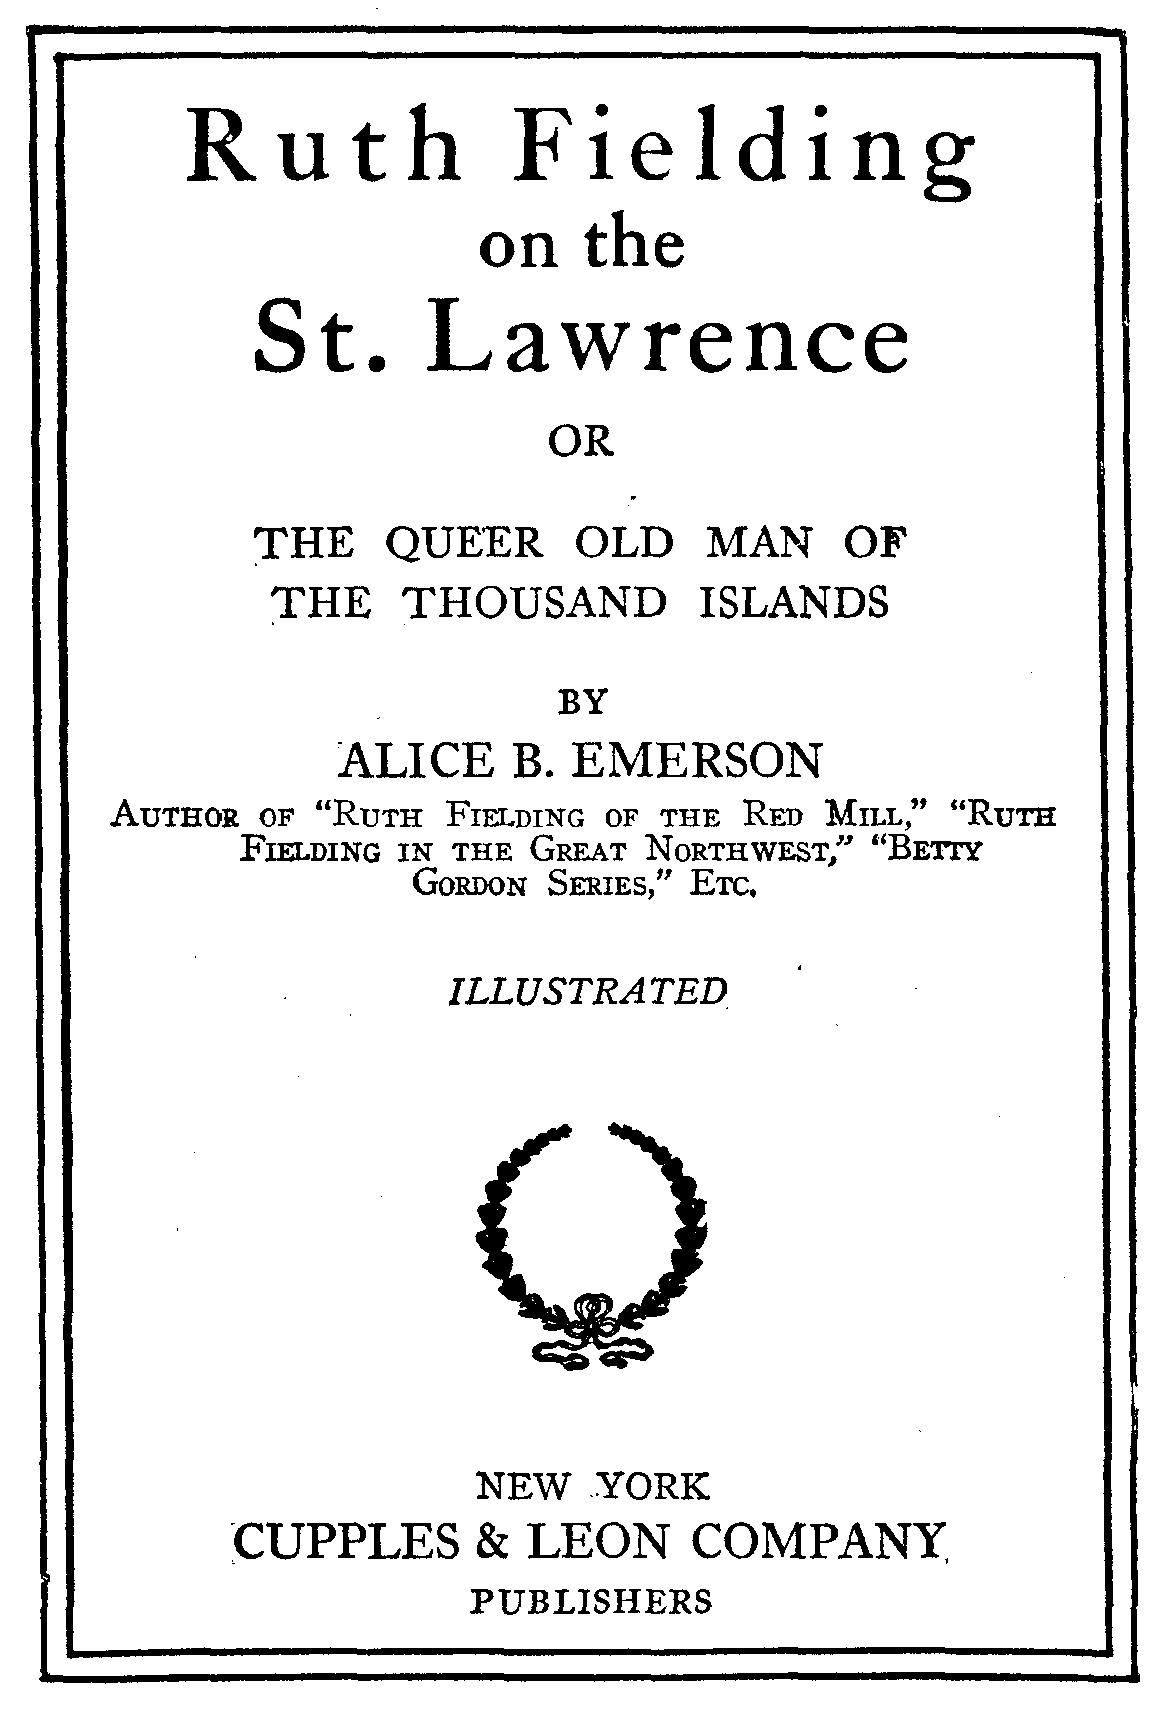 Ruth Fielding
on the
St. Lawrence
OR
THE QUEER OLD MAN OF
THE THOUSAND ISLANDS
BY
ALICE B. EMERSON
AUTHOR OF “RUTH FIELDING OF THE RED MILL,” “RUTH
FIELDING IN THE GREAT NORTHWEST,” “BETTY
GORDON SERIES,” ETC.
ILLUSTRATED
NEW YORK
CUPPLES & LEON COMPANY
PUBLISHERS